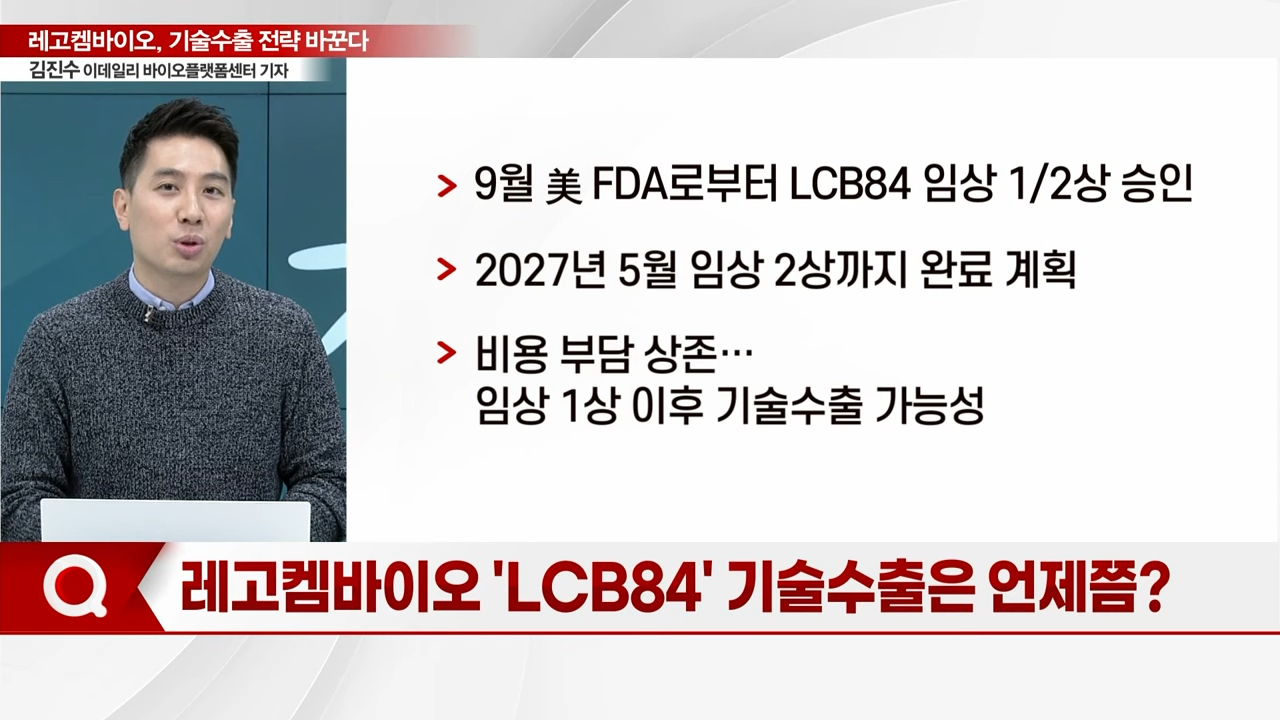 레고켐바이오, 기술수출 전략 바꾼다
김진수 이데일리 바이오플랫폼센터 기자
> 9월 美 FDA로부터 LCB84 임상 1/2상 승인
> 2027년 5월 임상 2상까지 완료 계획
> 비용 부담 상존…
임상 1상 이후 기술수출 가능성
Q 레고켐바이오 'LCB84' 기술수출은 언제쯤?